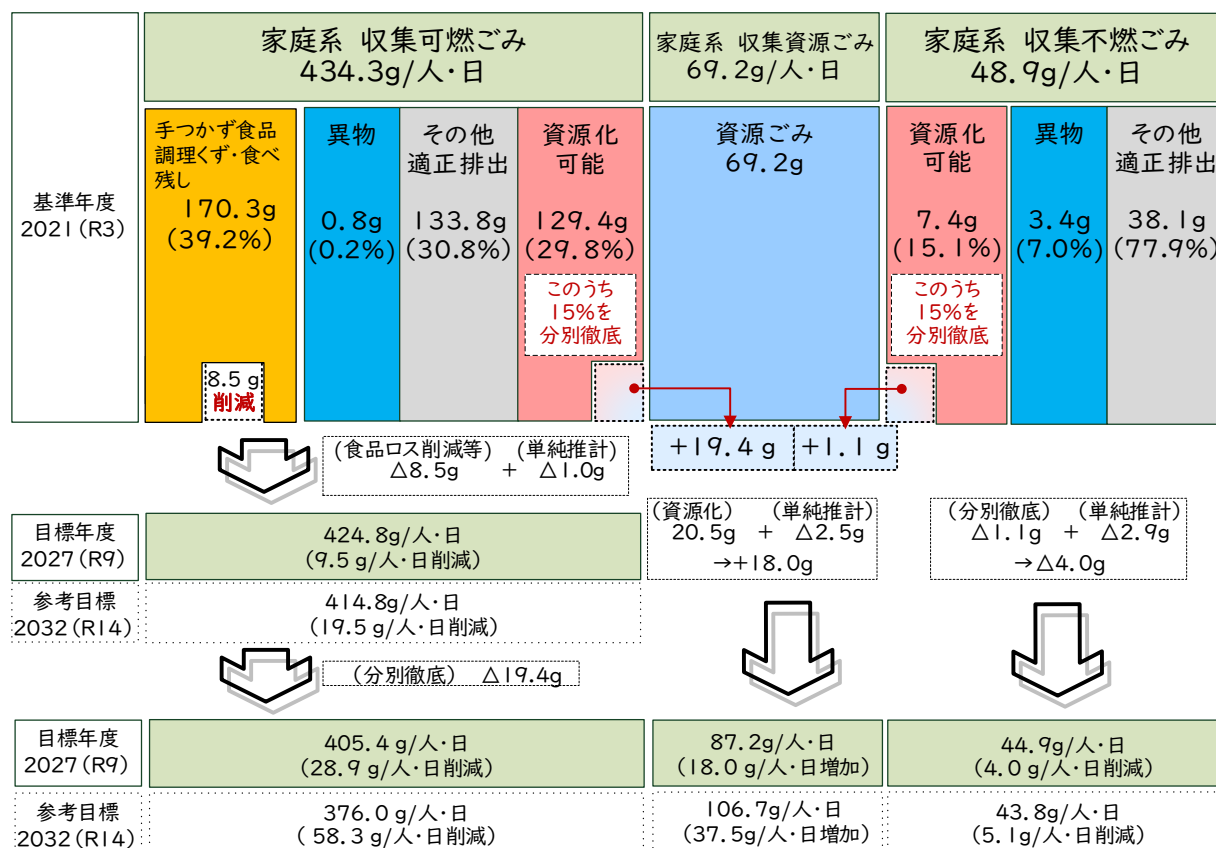 家庭系 収集可燃ごみ
434.3g/人・日
家庭系 収集資源ごみ
69.2g/人・日
家庭系 収集不燃ごみ
48.9g/人・日
基準年度
2021(R3)
手つかず食品
調理くず・食べ
残し
170.3g
(39.2%)
8.5g
削減
異物
0.8g
(0.2%)
その他
適正排出
133.8g
(30.8%)
資源化
可能
129.4g
(29.8%)
このうち
15%を
分別徹底
資源ごみ
69.2g
資源化
可能
7.4g
(15.1%)
このうち
15%を
分別徹底
異物
3.4g
(7.0%)
その他
適正排出
38.1g
(77.9%)
+19.4g
+1.1g
(食品ロス削減等) (単純推計)
△8.5g + △1.0g
(資源化) (単純推計)
20.5g + △2.5g
→+18.0g
(分別徹底) (単純推計)
△1.1g + △2.9g
→△4.0g
目標年度
2027(R9)
424.8g/人・日
(9.5g/人・日削減)
参考目標
2032(R14)
414.8g/人・日
(19.5g/人・日削減)
(分別徹底) △19.4g
目標年度
2027(R9)
405.4g/人・日
(28.9g/人・日削減)
87.2g/人・日
(18.0g/人・日増加)
44.9g/人・日
(4.0g/人・日削減)
参考目標
2032(R14)
376.0g/人・日
(58.3g/人・日削減)
106.7g/人・日
(37.5g/人・日増加)
43.8g/人・日
(5.1g/人・日削減)